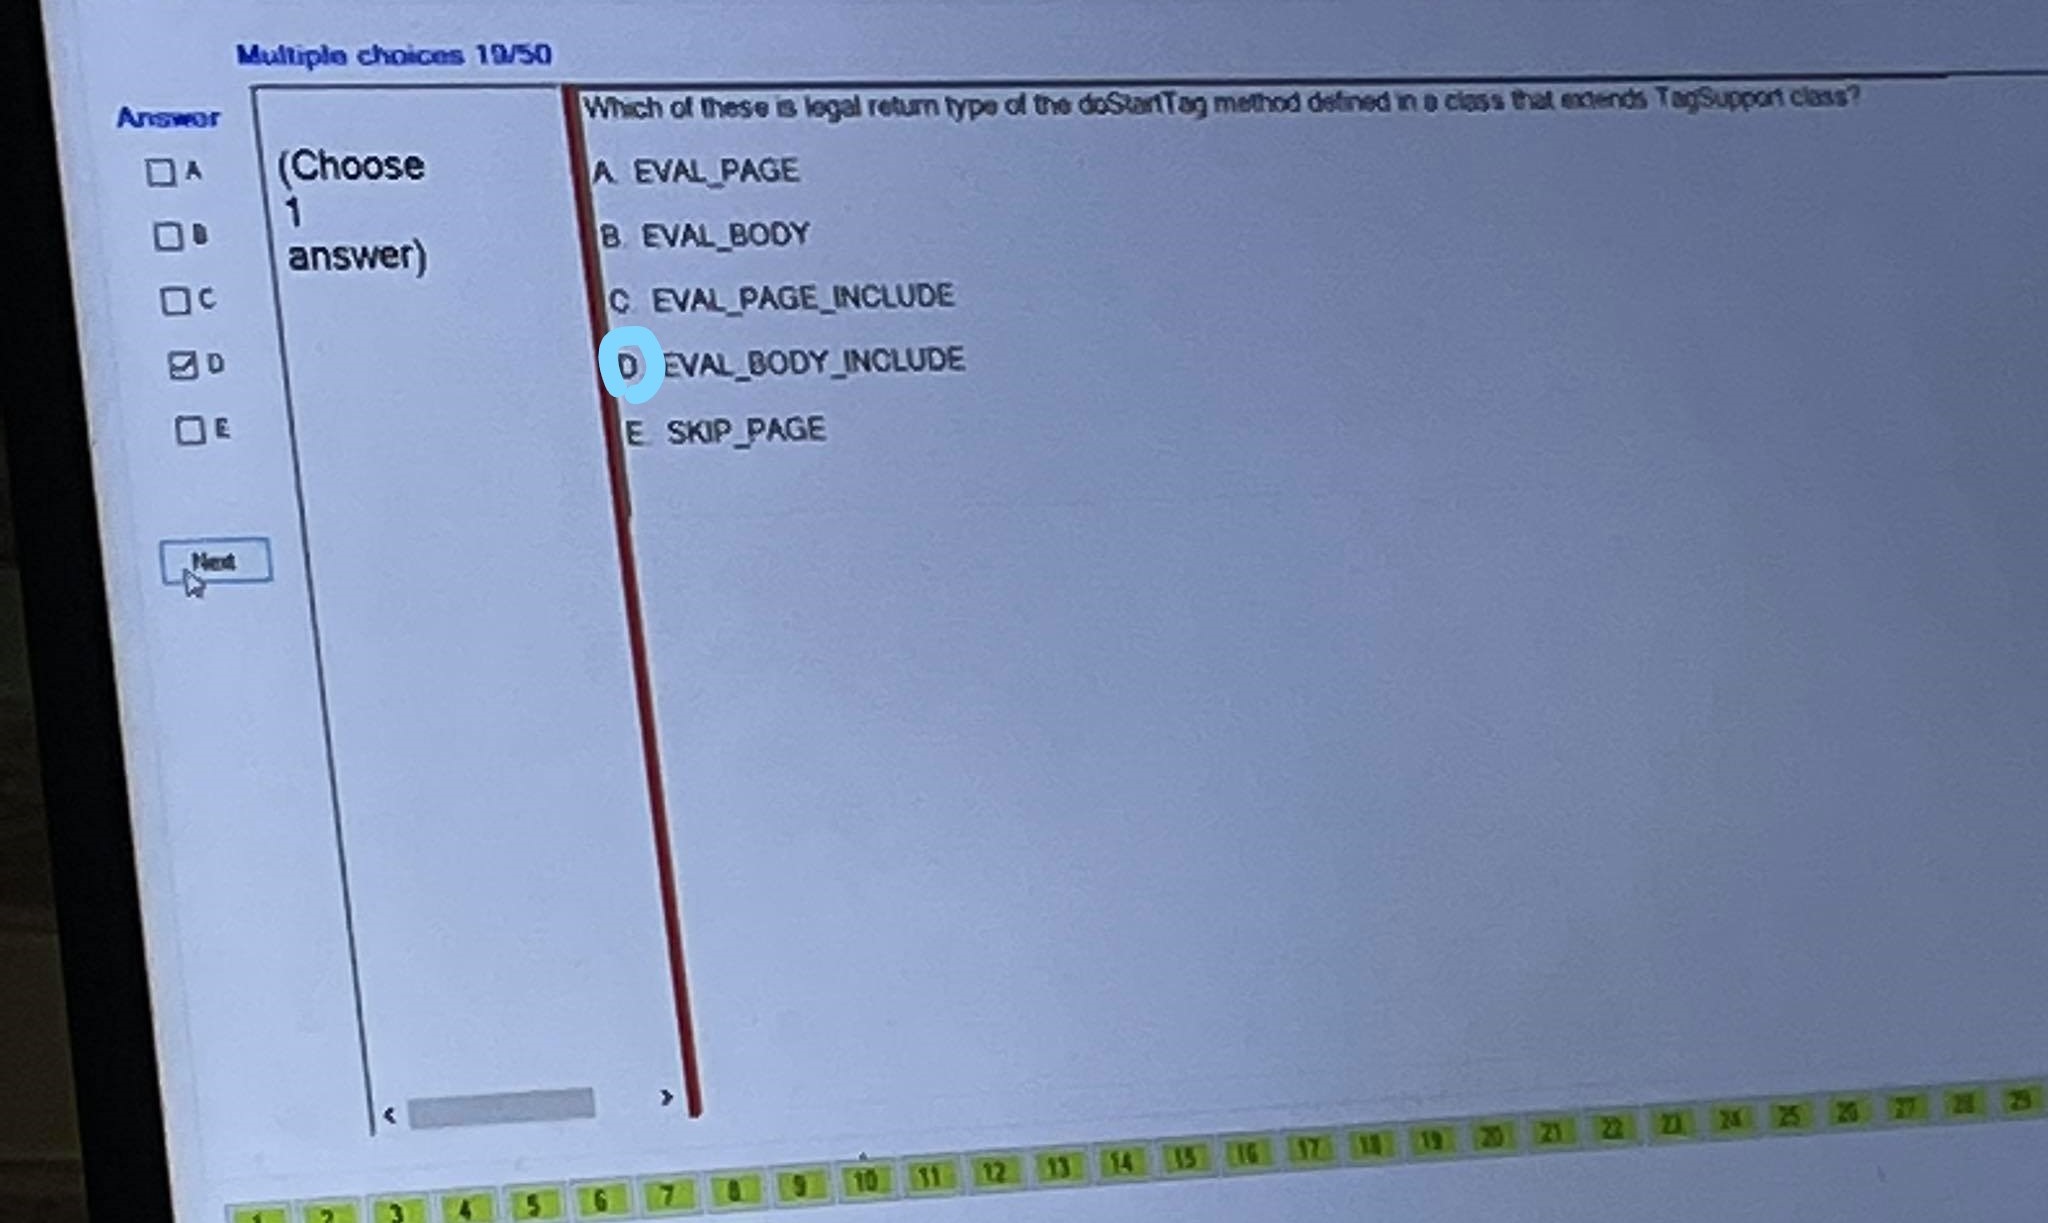 Multiple choices 19/50
Answer
A
B
C
D
E
(Choose
1
answer)
Next
Which of these is legal return type of the doStartTag method defined in a class that extends TagSupport class?
A. EVAL_PAGE
B. EVAL_BODY
C. EVAL_PAGE_INCLUDE
D EVAL_BODY_INCLUDE
E. SKIP_PAGE
1 2 3 4 5 6 7 8 9 10 11 12 13 14 15 16 17 18 19 20 21 22 23 24 25 26 27 28 29